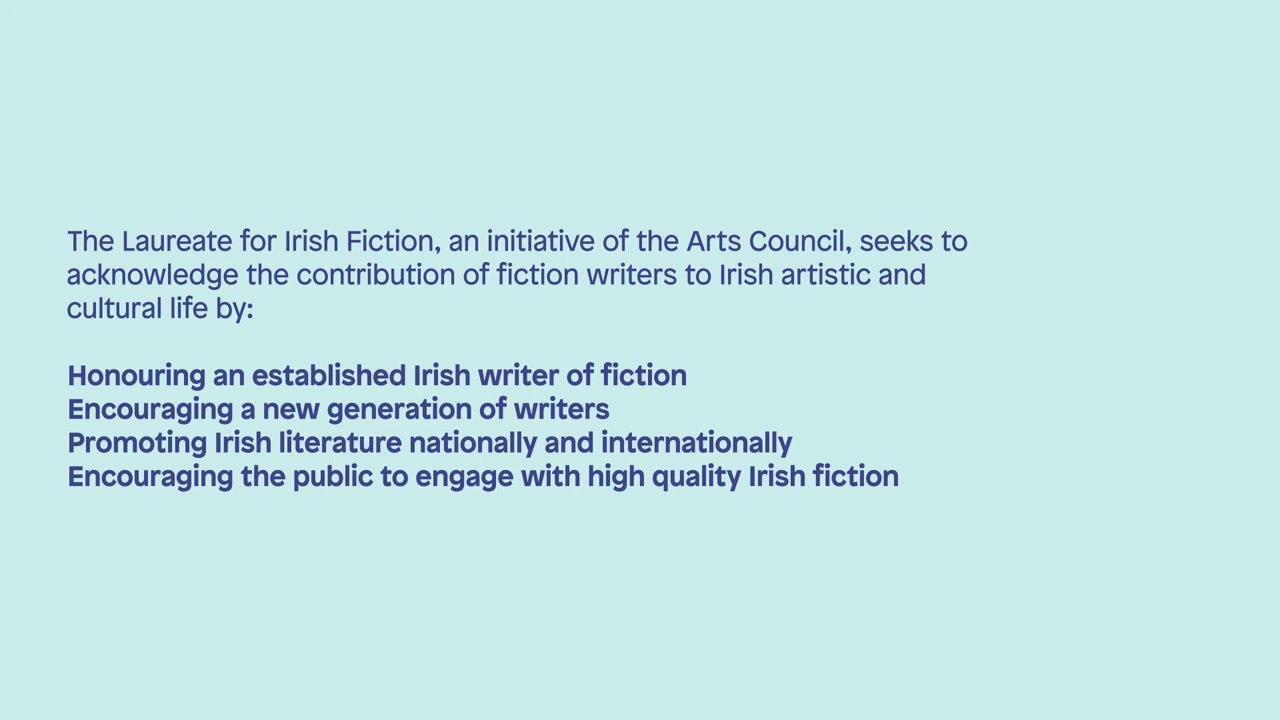 The Laureate for Irish Fiction, an initiative of the Arts Council, seeks to
acknowledge the contribution of fiction writers to Irish artistic and
cultural life by:
Honouring an established Irish writer of fiction
Encouraging a new generation of writers
Promoting Irish literature nationally and internationally
Encouraging the public to engage with high quality Irish fiction